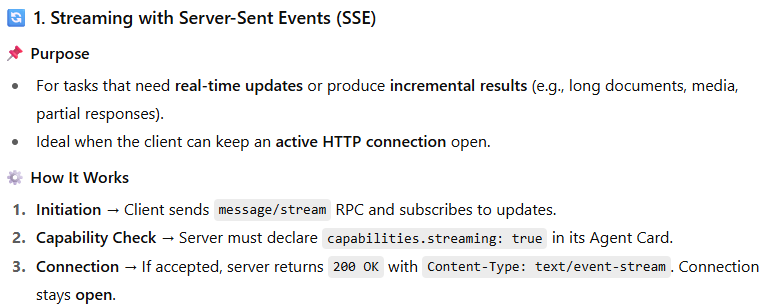 🔄 1. Streaming with Server-Sent Events (SSE)
📌 Purpose
• For tasks that need real-time updates or produce incremental results (e.g., long documents, media,
partial responses).
• Ideal when the client can keep an active HTTP connection open.
⚙️ How It Works
1. Initiation → Client sends message/stream RPC and subscribes to updates.
2. Capability Check → Server must declare capabilities.streaming: true in its Agent Card.
3. Connection → If accepted, server returns 200 OK with Content-Type: text/event-stream. Connection
stays open.